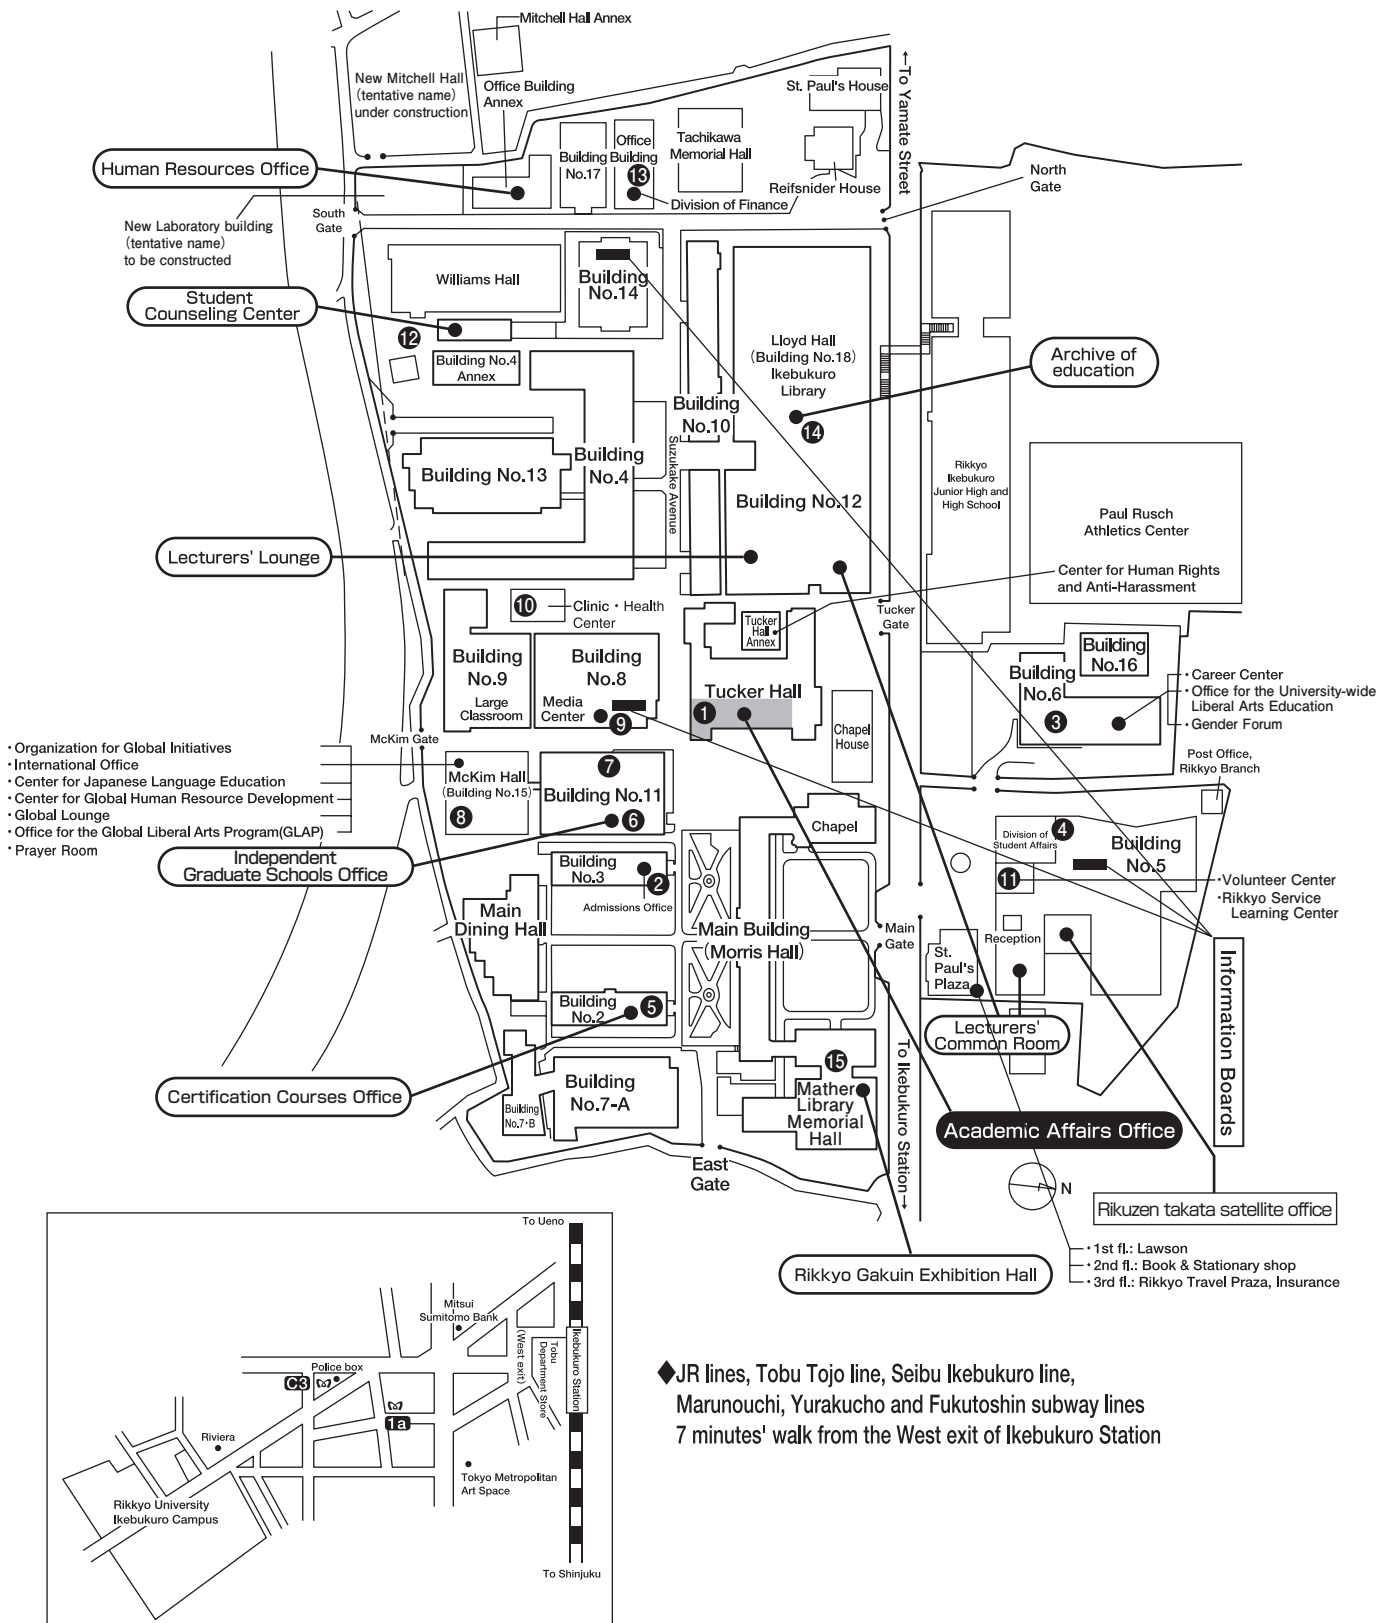 Mitchell Hall Annex
New Mitchell Hall
(tentative name)
under construction
Office Building
Annex
St. Paul's House
←To Yamate Street
Human Resources Office
Building
No.17
Office
Building
13
Tachikawa
Memorial Hall
Reifsnider House
Division of Finance
North
Gate
South
Gate
New Laboratory building
(tentative name)
to be constructed
Williams Hall
Building
No.14
Student
Counseling Center
12
Building No.4
Annex
Lloyd Hall
(Building No.18)
Ikebukuro
Library
Archive of
education
14
Building
No.10
Building No.13
Building
No.4
Suzukake Avenue
Building No.12
Rikkyo
Ikebukuro
Junior High and
High School
Paul Rusch
Athletics Center
Lecturers' Lounge
Center for Human Rights
and Anti-Harassment
10
Clinic・Health
Center
Tucker
Hall
Annex
Tucker
Gate
Building
No.9
Large
Classroom
Building
No.8
Media
Center
9
Tucker Hall
1
Chapel
House
Building
No.16
Building
No.6
3
・Career Center
・Office for the University-wide
Liberal Arts Education
・Gender Forum
McKim Gate
・Organization for Global Initiatives
・International Office
・Center for Japanese Language Education
・Center for Global Human Resource Development
・Global Lounge
・Office for the Global Liberal Arts Program(GLAP)
・Prayer Room
McKim Hall
(Building No.15)
8
7
Building No.11
6
Post Office,
Rikkyo Branch
Independent
Graduate Schools Office
Chapel
Division of
Student Affairs
4
Building
No.5
Building
No.3
2
Admissions Office
11
・Volunteer Center
・Rikkyo Service
Learning Center
Main
Dining Hall
Main Building
(Morris Hall)
Main
Gate
Reception
St.
Paul's
Plaza
Information Boards
Building
No.2
5
Lecturers'
Common Room
To Ikebukuro Station→
Certification Courses Office
Building
No.7-A
Building
No.7・B
15
Mather
Library
Memorial
Hall
Academic Affairs Office
East
Gate
N
Rikuzen takata satellite office
Rikkyo Gakuin Exhibition Hall
・1st fl.: Lawson
・2nd fl.: Book & Stationary shop
・3rd fl.: Rikkyo Travel Praza, Insurance
To Ueno
Mitsui
Sumitomo Bank
(West exit)
Tobu
Department Store
Ikebukuro Station
Police box
C3
1a
Riviera
Tokyo Metropolitan
Art Space
Rikkyo University
Ikebukuro Campus
To Shinjuku
◆JR lines, Tobu Tojo line, Seibu Ikebukuro line,
Marunouchi, Yurakucho and Fukutoshin subway lines
7 minutes' walk from the West exit of Ikebukuro Station